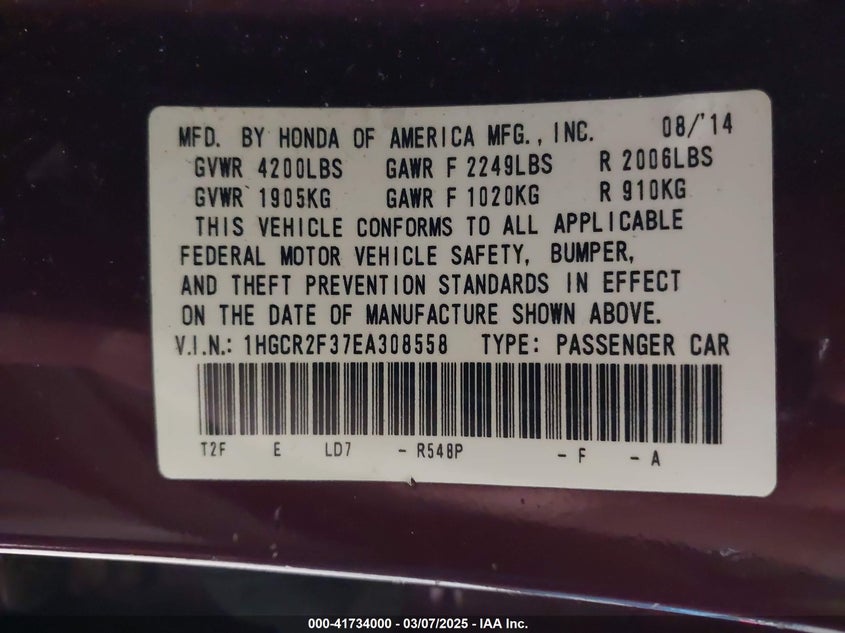 MFD. BY HONDA OF AMERICA MFG., INC. 08/'14
GVWR 4200LBS GAWR F 2249LBS R 2006LBS
GVWR 1905KG GAWR F 1020KG R 910KG
THIS VEHICLE CONFORMS TO ALL APPLICABLE
FEDERAL MOTOR VEHICLE SAFETY, BUMPER,
AND THEFT PREVENTION STANDARDS IN EFFECT
ON THE DATE OF MANUFACTURE SHOWN ABOVE.
V.I.N.: 1HGCR2F37EA308558 TYPE: PASSENGER CAR
T2F E LD7 - R548P - F - A
000-41734000 - 03/07/2025 - IAA Inc.